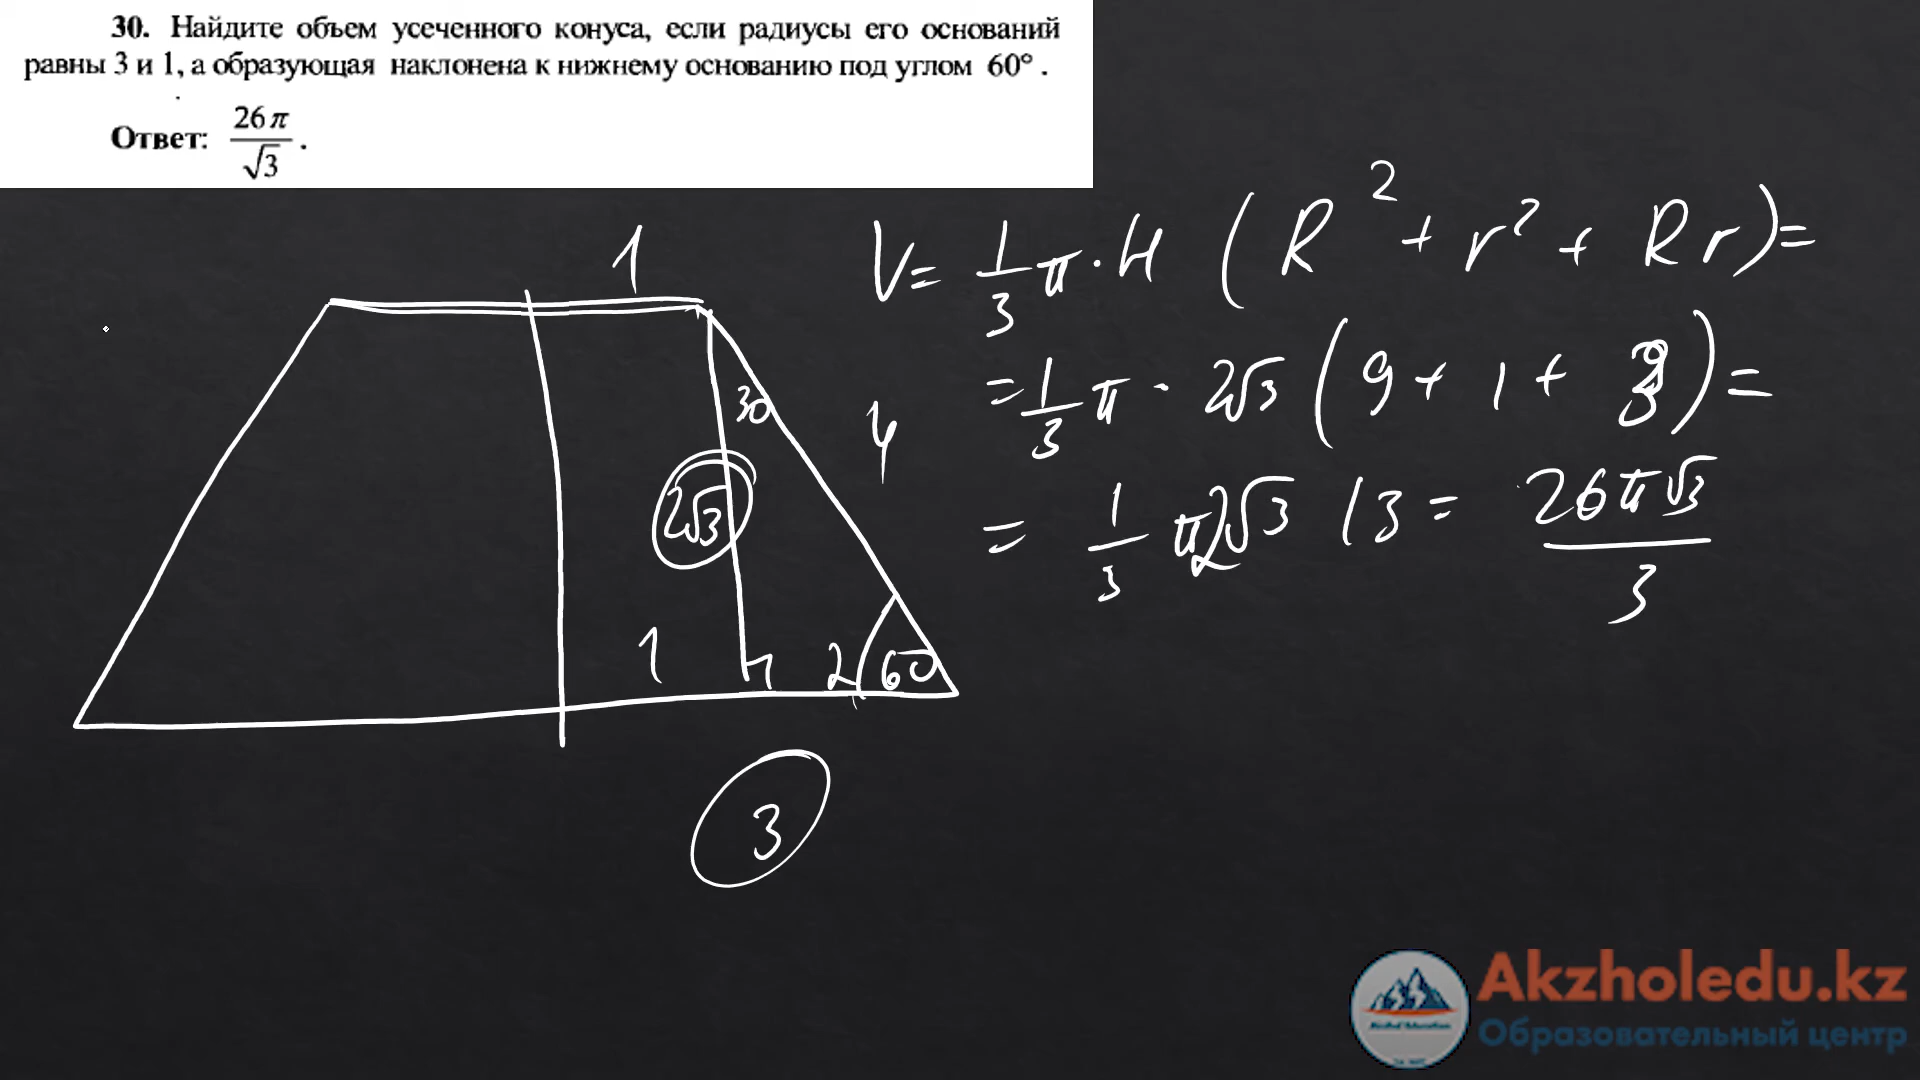 30. Найдите объем усеченного конуса, если радиусы его оснований
равны 3 и 1, а образующая наклонена к нижнему основанию под углом 60° .
Ответ: 26π/√3 .
V = 1/3 π · H (R² + r² + Rr) =
= 1/3 π · 2√3 (9 + 1 + 3) =
= 1/3 π 2√3 13 = 26π√3/3
1
30
4
2√3
1
2
60
3
Akzholedu.kz
Образовательный центр